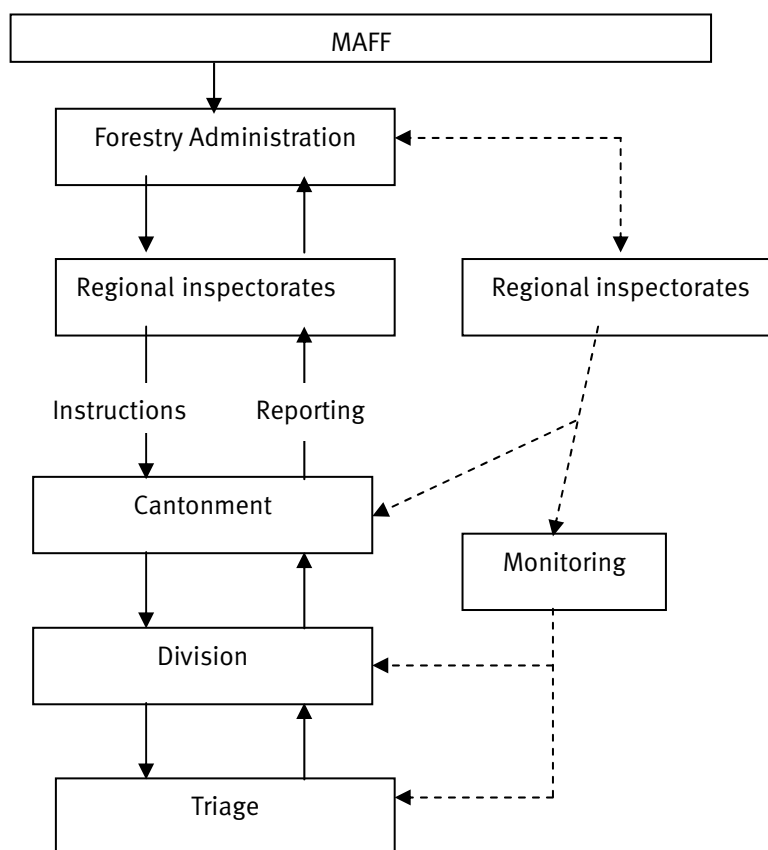 MAFF
Forestry Administration
Regional inspectorates
Regional inspectorates
Instructions
Reporting
Cantonment
Monitoring
Division
Triage